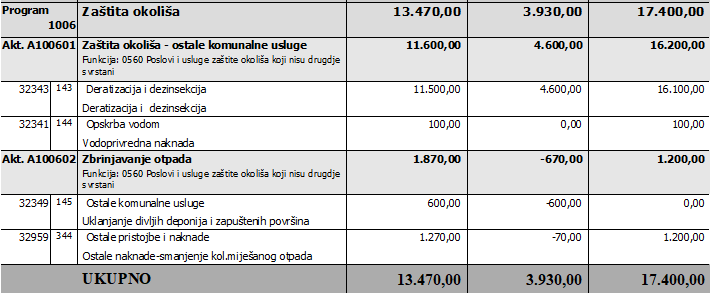 Program Zaštita okoliša 13.470,00 3.930,00 17.400,00
1006
Akt. A100601 Zaštita okoliša - ostale komunalne usluge 11.600,00 4.600,00 16.200,00
Funkcija: 0560 Poslovi i usluge zaštite okoliša koji nisu drugdje
svrstani
32343 143 Deratizacija i dezinsekcija 11.500,00 4.600,00 16.100,00
Deratizacija i dezinsekcija
32341 144 Opskrba vodom 100,00 0,00 100,00
Vodoprivredna naknada
Akt. A100602 Zbrinjavanje otpada 1.870,00 -670,00 1.200,00
Funkcija: 0560 Poslovi i usluge zaštite okoliša koji nisu drugdje
svrstani
32349 145 Ostale komunalne usluge 600,00 -600,00 0,00
Uklanjanje divljih deponija i zapuštenih površina
32959 344 Ostale pristojbe i naknade 1.270,00 -70,00 1.200,00
Ostale naknade-smanjenje kol.miješanog otpada
UKUPNO 13.470,00 3.930,00 17.400,00